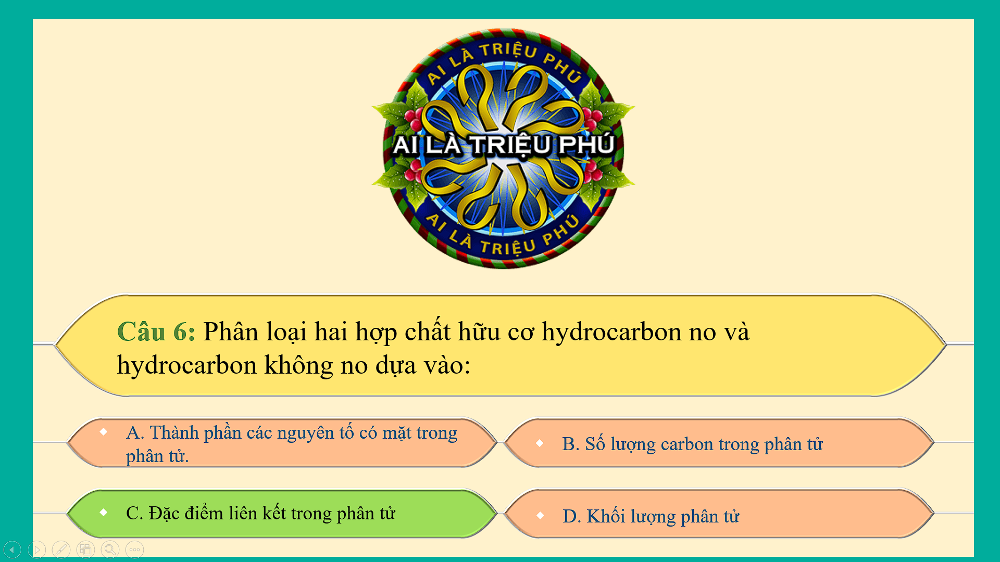 AI LÀ TRIỆU PHÚ
AI LÀ TRIỆU PHÚ
AI LÀ TRIỆU PHÚ
Câu 6: Phân loại hai hợp chất hữu cơ hydrocarbon no và
hydrocarbon không no dựa vào:
A. Thành phần các nguyên tố có mặt trong
phân tử.
B. Số lượng carbon trong phân tử
C. Đặc điểm liên kết trong phân tử
D. Khối lượng phân tử